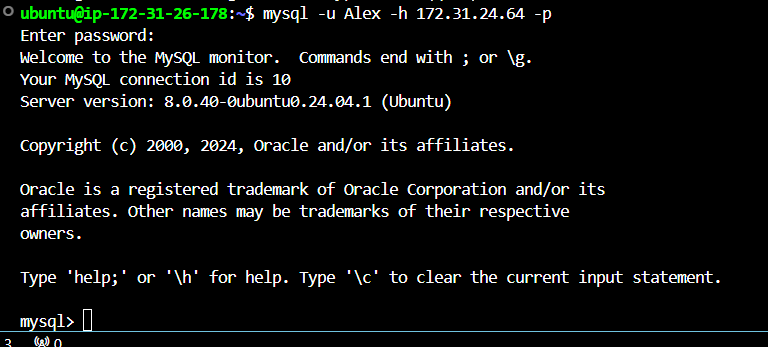 ubuntu@ip-172-31-26-178:~$ mysql -u Alex -h 172.31.24.64 -p
Enter password:
Welcome to the MySQL monitor.  Commands end with ; or \g.
Your MySQL connection id is 10
Server version: 8.0.40-0ubuntu0.24.04.1 (Ubuntu)

Copyright (c) 2000, 2024, Oracle and/or its affiliates.

Oracle is a registered trademark of Oracle Corporation and/or its
affiliates. Other names may be trademarks of their respective
owners.

Type 'help;' or '\h' for help. Type '\c' to clear the current input statement.

mysql>
3 0